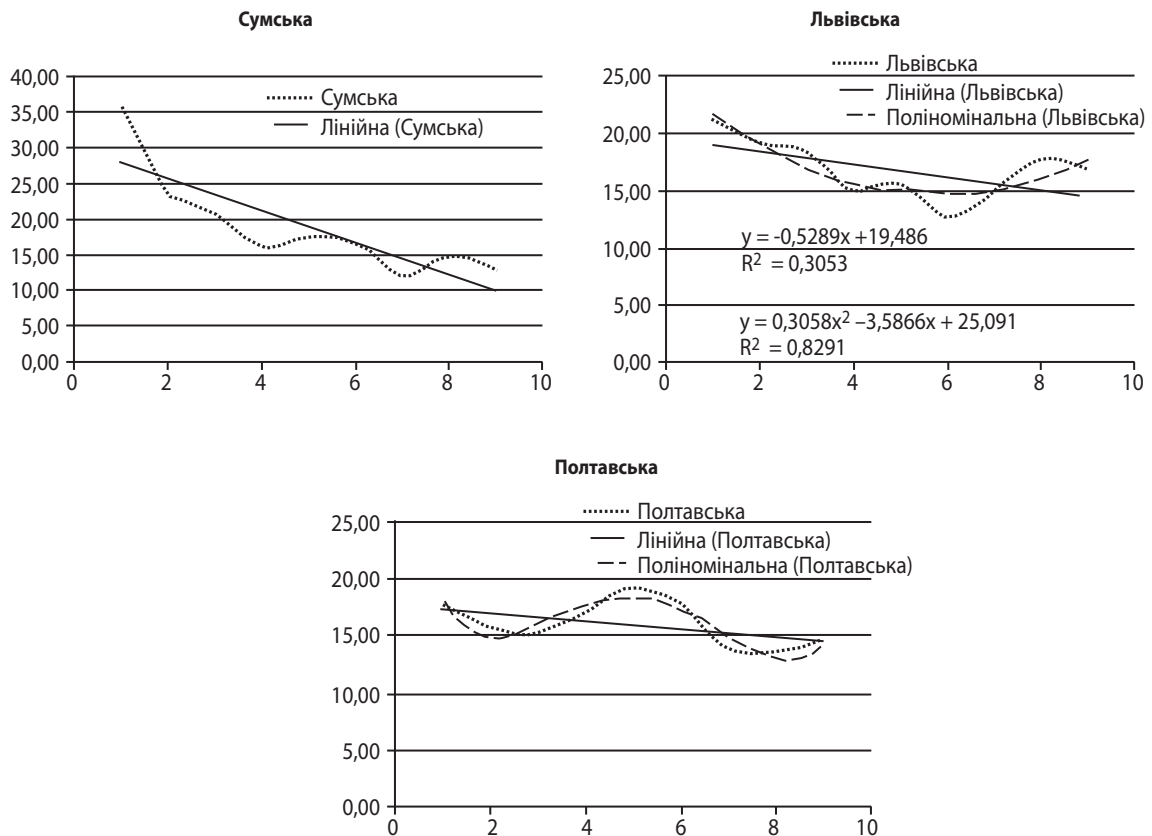 Сумська
40,00
35,00
30,00
25,00
20,00
15,00
10,00
5,00
0,00
0 2 4 6 8 10
Сумська
Лінійна (Сумська)
Львівська
25,00
20,00
15,00
10,00
5,00
0,00
0 2 4 6 8 10
Львівська
Лінійна (Львівська)
Поліномінальна (Львівська)
y = -0,5289x +19,486
R² = 0,3053
y = 0,3058x² –3,5866x + 25,091
R² = 0,8291
Полтавська
25,00
20,00
15,00
10,00
5,00
0,00
0 2 4 6 8 10
Полтавська
Лінійна (Полтавська)
Поліномінальна (Полтавська)